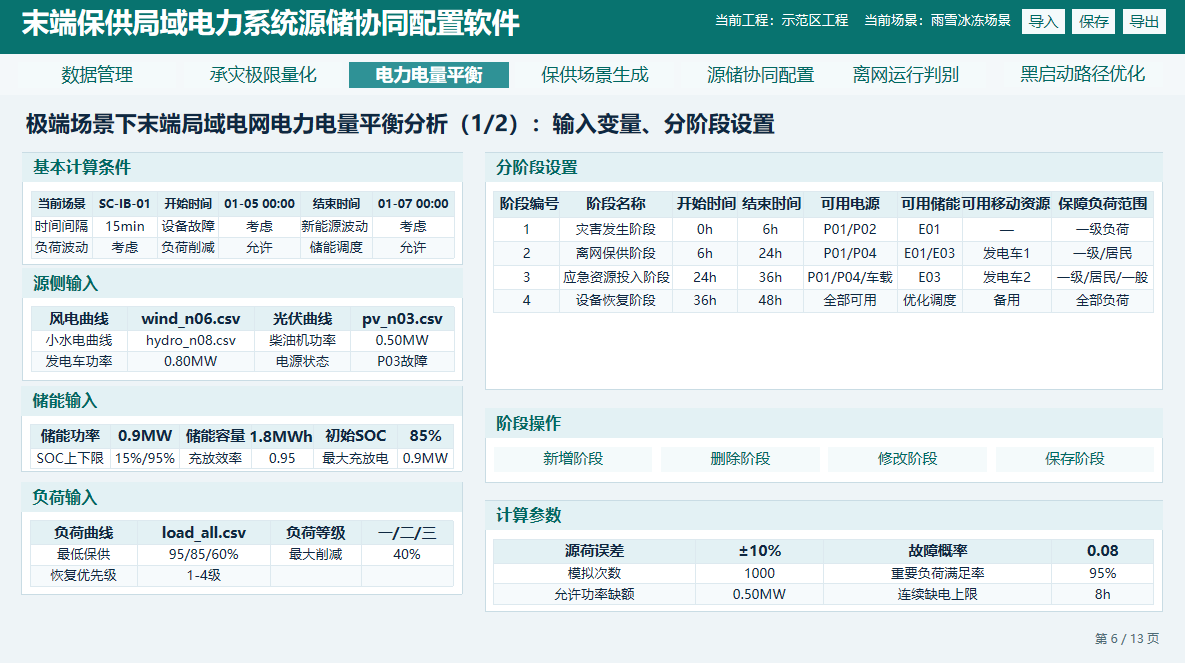 末端保供局域电力系统源储协同配置软件
当前工程：示范区工程 当前场景：雨雪冰冻场景 导入 保存 导出
数据管理 承灾极限量化 电力电量平衡 保供场景生成 源储协同配置 离网运行判别 黑启动路径优化
极端场景下末端局域电网电力电量平衡分析（1/2）：输入变量、分阶段设置
基本计算条件
当前场景 SC-IB-01 开始时间 01-05 00:00 结束时间 01-07 00:00
时间间隔 15min 设备故障 考虑 新能源波动 考虑
负荷波动 考虑 负荷削减 允许 储能调度 允许
源侧输入
风电曲线 wind_n06.csv 光伏曲线 pv_n03.csv
小水电曲线 hydro_n08.csv 柴油机功率 0.50MW
发电车功率 0.80MW 电源状态 P03故障
储能输入
储能功率 0.9MW 储能容量 1.8MWh 初始SOC 85%
SOC上下限 15%/95% 充放效率 0.95 最大充放电 0.9MW
负荷输入
负荷曲线 load_all.csv 负荷等级 一/二/三
最低保供 95/85/60% 最大削减 40%
恢复优先级 1-4级
分阶段设置
阶段编号 阶段名称 开始时间 结束时间 可用电源 可用储能 可用移动资源 保障负荷范围
1 灾害发生阶段 0h 6h P01/P02 E01 — 一级负荷
2 离网保供阶段 6h 24h P01/P04 E01/E03 发电车1 一级/居民
3 应急资源投入阶段 24h 36h P01/P04/车载 E03 发电车2 一级/居民/一般
4 设备恢复阶段 36h 48h 全部可用 优化调度 备用 全部负荷
阶段操作
新增阶段 删除阶段 修改阶段 保存阶段
计算参数
源荷误差 ±10% 故障概率 0.08
模拟次数 1000 重要负荷满足率 95%
允许功率缺额 0.50MW 连续缺电上限 8h
第 6 / 13 页